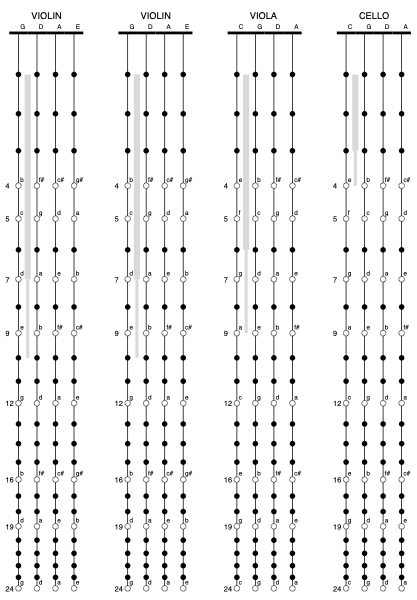 VIOLIN VIOLIN VIOLA CELLO
G D A E G D A E C G D A C G D A
4 b f# c# g# 4 b f# c# g# 4 e b f# c# 4 e b f# c#
5 c g d a 5 c g d a 5 f c g d 5 f c g d
7 d a e b 7 d a e b 7 g d a e 7 g d a e
9 e b f# c# 9 e b f# c# 9 a e b f# 9 a e b f#
12 g d a e 12 g d a e 12 c g d a 12 c g d a
16 b f# c# g# 16 b f# c# g# 16 e b f# c# 16 e b f# c#
19 d a e b 19 d a e b 19 g d a e 19 g d a e
24 g d a e 24 g d a e 24 c g d a 24 c g d a